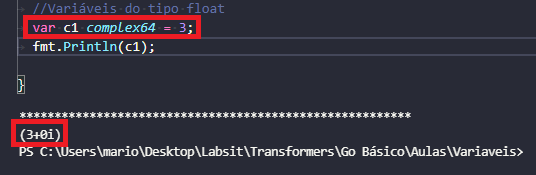 //Variáveis do tipo float
var c1 complex64 = 3;
fmt.Println(c1);
}
********************************************************
(3+0i)
PS C:\Users\mario\Desktop\Labsit\Transformers\Go Básico\Aulas\Variaveis>